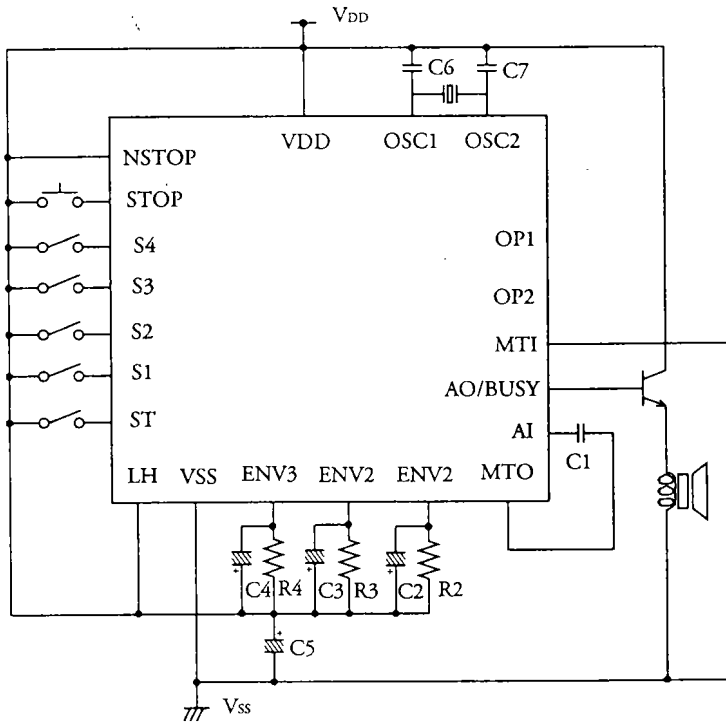 VDD
C6
C7
VDD
OSC1
OSC2
NSTOP
STOP
S4
S3
S2
S1
ST
OP1
OP2
MTI
AO/BUSY
AI
C1
LH
VSS
ENV3
ENV2
ENV2
MTO
+
C4
R4
+
C3
R3
+
C2
R2
+
C5
Vss